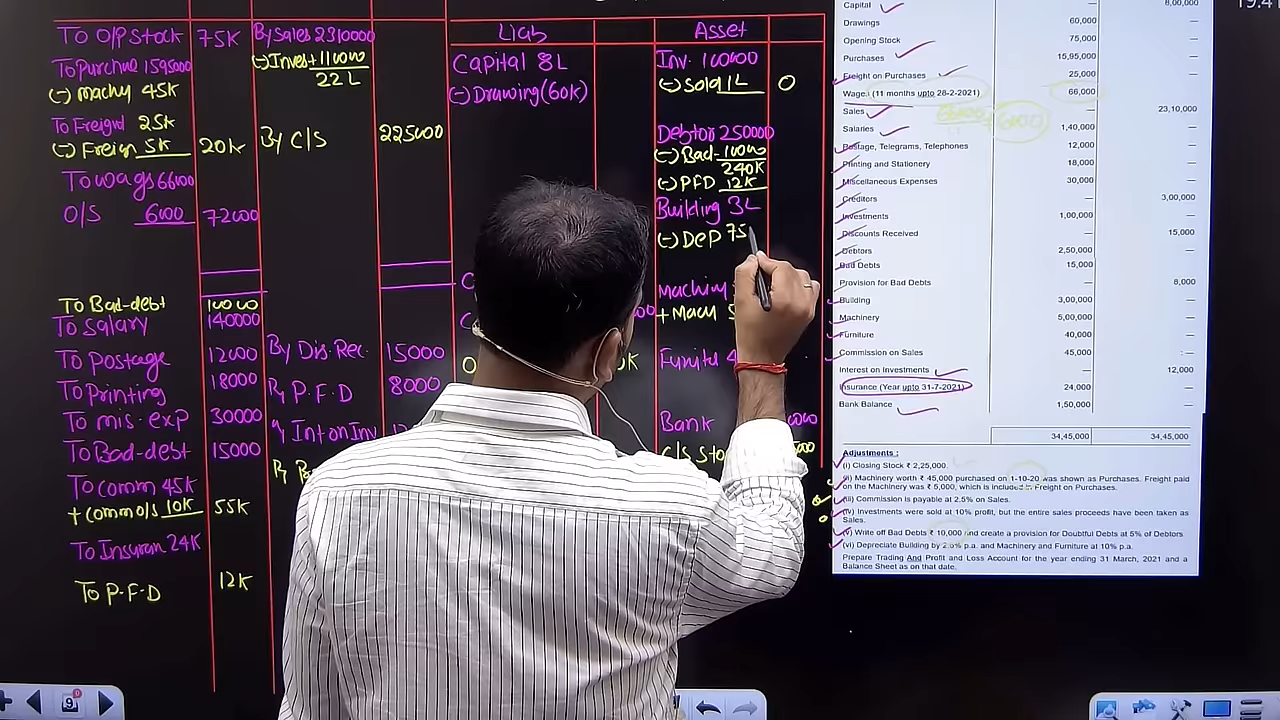 To O/P Stock 75K
To Purchase 1595000
(-) Machy 45K
To Freigd 25K
(-) Freigh 5K 20K
To wags 66000
O/S 6000 72000
To Bad-debt 10000
To Salary 140000
To Postage 12000
To Printing 18000
To mis.exp 30000
To Bad-debt 15000
To Comm 45K
+ Comm o/s 10K 55K
To Insuran 24K
To P.F.D 12K
By Sales 2310000
(-) Invest 110000
22L
By C/S 225000
By Dis. Rec. 15000
By P.F.D 8000
" Int on Inv
Liab
Capital 8L
(-) Drawing (60K)
Asset
Inv. 100000
(-) Sold 1L 0
Debtor 250000
(-) Bad- 10000
240K
(-) PFD 12K
Building 3L
(-) Dep 75
Machiny
+ Mach 5
Funitu 4
Bank
C/S Sto
19:41
Capital 8,00,000
Drawings 60,000 —
Opening Stock 75,000 —
Purchases 15,95,000 —
Freight on Purchases 25,000 —
Wages (11 months upto 28-2-2021) 66,000 —
Sales — 23,10,000
Salaries 1,40,000 —
Postage, Telegrams, Telephones 12,000 —
Printing and Stationery 18,000 —
Miscellaneous Expenses 30,000 —
Creditors — 3,00,000
Investments 1,00,000 —
Discounts Received — 15,000
Debtors 2,50,000 —
Bad Debts 15,000 —
Provision for Bad Debts — 8,000
Building 3,00,000 —
Machinery 5,00,000 —
Furniture 40,000 —
Commission on Sales 45,000 —
Interest on Investments — 12,000
Insurance (Year upto 31-7-2021) 24,000 —
Bank Balance 1,50,000 —
34,45,000 34,45,000
Adjustments :
(i) Closing Stock ₹ 2,25,000.
(ii) Machinery worth ₹ 45,000 purchased on 1-10-20 was shown as Purchases. Freight paid
on the Machinery was ₹ 5,000, which is included in Freight on Purchases.
(iii) Commission is payable at 2.5% on Sales.
(iv) Investments were sold at 10% profit, but the entire sales proceeds have been taken as
Sales.
(v) Write off Bad Debts ₹ 10,000 and create a provision for Doubtful Debts at 5% of Debtors.
(vi) Depreciate Building by 2.5% p.a. and Machinery and Furniture at 10% p.a.
Prepare Trading And Profit and Loss Account for the year ending 31 March, 2021 and a
Balance Sheet as on that date.
9